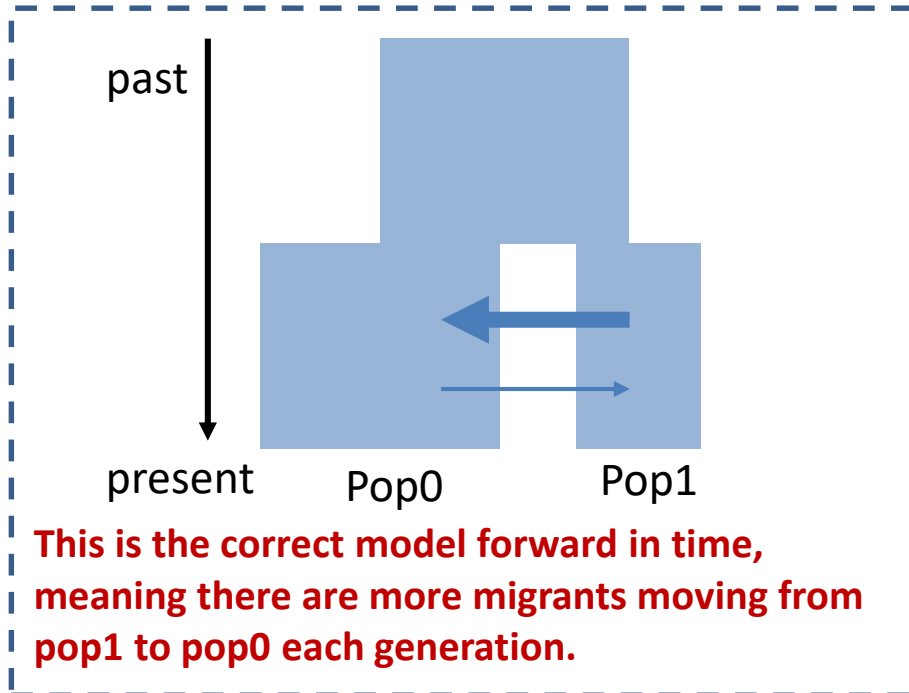 past
present
Pop0
Pop1
This is the correct model forward in time,
meaning there are more migrants moving from
pop1 to pop0 each generation.